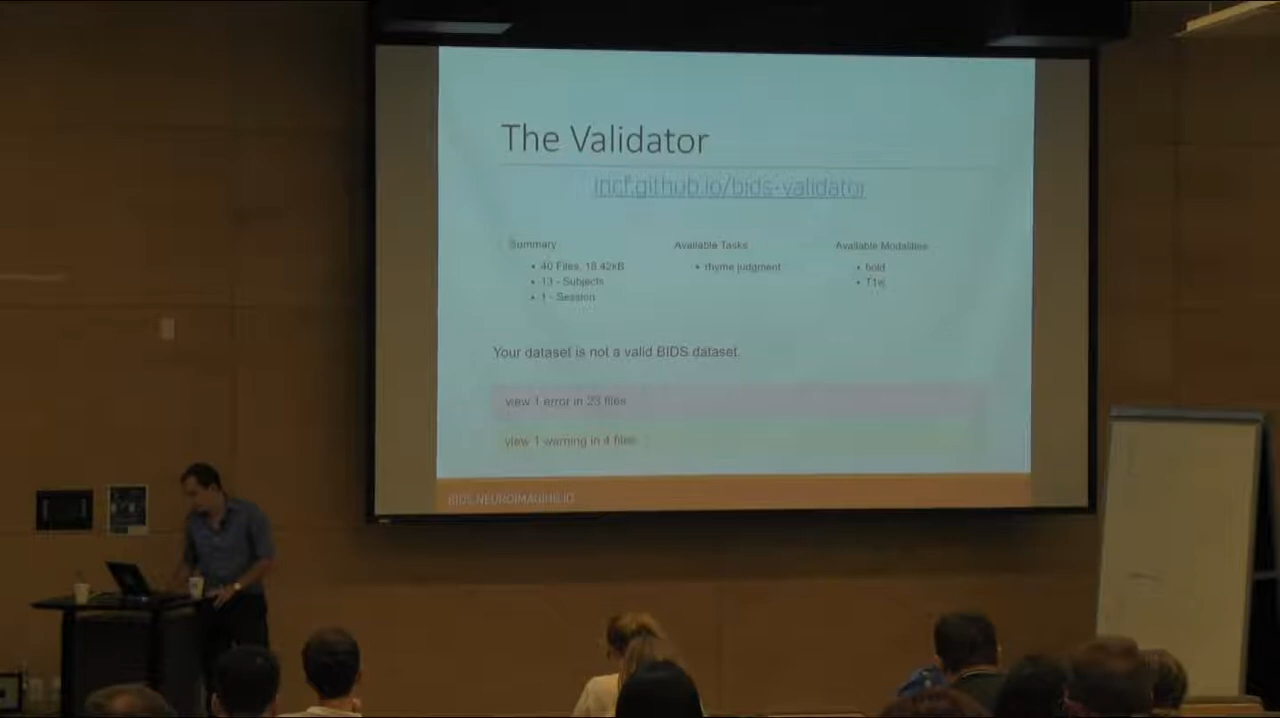 The Validator
incf.github.io/bids-validator
Summary
• 40 Files, 18.42kB
• 13 - Subjects
• 1 - Session
Available Tasks
• rhyme judgment
Available Modalities
• bold
• T1w
Your dataset is not a valid BIDS dataset.
view 1 error in 23 files
view 1 warning in 4 files
BIDS.NEUROIMAGING.IO